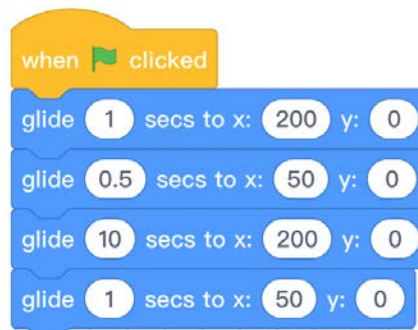 when clicked
glide 1 secs to x: 200 y: 0
glide 0.5 secs to x: 50 y: 0
glide 10 secs to x: 200 y: 0
glide 1 secs to x: 50 y: 0